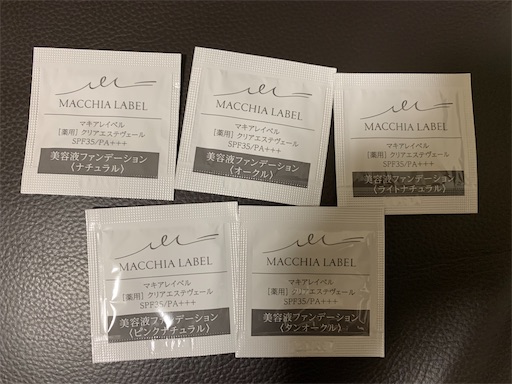 MACCHIA LABEL
マキアレイベル
[薬用] クリアエステヴェール
SPF35/PA+++
美容液ファンデーション
〈ナチュラル〉
MACCHIA LABEL
マキアレイベル
[薬用] クリアエステヴェール
SPF35/PA+++
美容液ファンデーション
〈オークル〉
MACCHIA LABEL
マキアレイベル
[薬用] クリアエステヴェール
SPF35/PA+++
美容液ファンデーション
〈ライトナチュラル〉
MACCHIA LABEL
マキアレイベル
[薬用] クリアエステヴェール
SPF35/PA+++
美容液ファンデーション
〈ピンクナチュラル〉
MACCHIA LABEL
マキアレイベル
[薬用] クリアエステヴェール
SPF35/PA+++
美容液ファンデーション
〈タンオークル〉